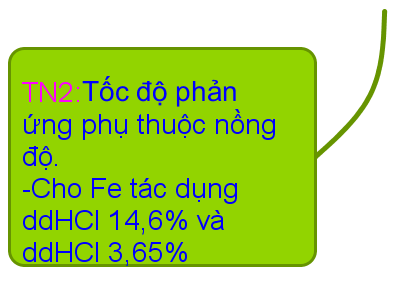 TN2:Tốc độ phản
ứng phụ thuộc nồng
độ.
-Cho Fe tác dụng
ddHCl 14,6% và
ddHCl 3,65%